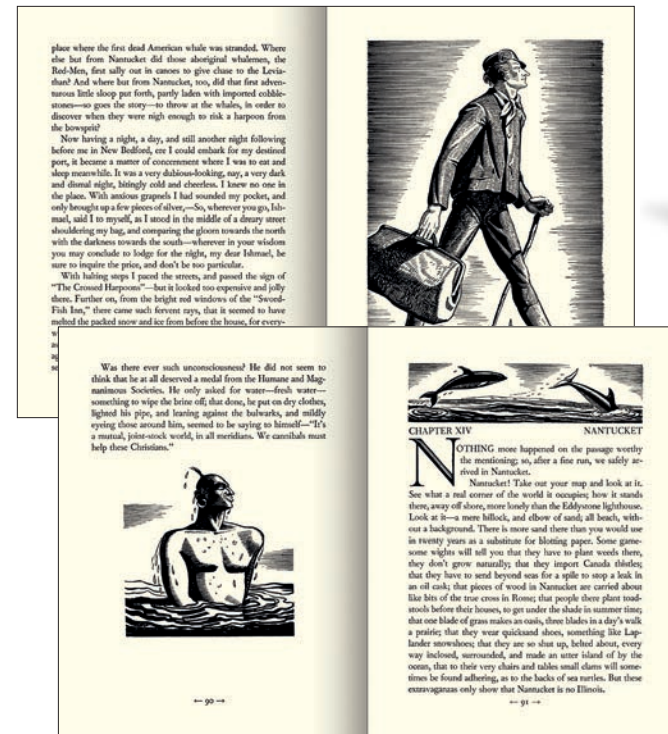 place where the first dead American whale was stranded. Where
else but from Nantucket did those aboriginal whalemen, the
Red-Men, first sally out in canoes to give chase to the Levia-
than? And where but from Nantucket, too, did that first adven-
turous little sloop put forth, partly laden with imported cobble-
stones—so goes the story—to throw at the whales, in order to
discover when they were nigh enough to risk a harpoon from
the bowsprit?
Now having a night, a day, and still another night following
before me in New Bedford, ere I could embark for my destined
port, it became a matter of concernment where I was to eat and
sleep meanwhile. It was a very dubious-looking, nay, a very dark
and dismal night, bitingly cold and cheerless. I knew no one in
the place. With anxious grapnels I had sounded my pocket, and
only brought up a few pieces of silver,—So, wherever you go, Ish-
mael, said I to myself, as I stood in the middle of a dreary street
shouldering my bag, and comparing the gloom towards the north
with the darkness towards the south—wherever in your wisdom
you may conclude to lodge for the night, my dear Ishmael, be
sure to inquire the price, and don't be too particular.
With halting steps I paced the streets, and passed the sign of
"The Crossed Harpoons"—but it looked too expensive and jolly
there. Further on, from the bright red windows of the "Sword-
Fish Inn," there came such fervent rays, that it seemed to have
melted the packed snow and ice from before the house, for every-
Was there ever such unconsciousness? He did not seem to
think that he at all deserved a medal from the Humane and Mag-
nanimous Societies. He only asked for water—fresh water—
something to wipe the brine off; that done, he put on dry clothes,
lighted his pipe, and leaning against the bulwarks, and mildly
eyeing those around him, seemed to be saying to himself—"It's
a mutual, joint-stock world, in all meridians. We cannibals must
help these Christians."
←90→
CHAPTER XIV NANTUCKET
NOTHING more happened on the passage worthy
the mentioning; so, after a fine run, we safely ar-
rived in Nantucket.
Nantucket! Take out your map and look at it.
See what a real corner of the world it occupies; how it stands
there, away off shore, more lonely than the Eddystone lighthouse.
Look at it—a mere hillock, and elbow of sand; all beach, with-
out a background. There is more sand there than you would use
in twenty years as a substitute for blotting paper. Some game-
some wights will tell you that they have to plant weeds there,
they don't grow naturally; that they import Canada thistles;
that they have to send beyond seas for a spile to stop a leak in
an oil cask; that pieces of wood in Nantucket are carried about
like bits of the true cross in Rome; that people there plant toad-
stools before their houses, to get under the shade in summer time;
that one blade of grass makes an oasis, three blades in a day's walk
a prairie; that they wear quicksand shoes, something like Lap-
lander snowshoes; that they are so shut up, belted about, every
way inclosed, surrounded, and made an utter island of by the
ocean, that to their very chairs and tables small clams will some-
times be found adhering, as to the backs of sea turtles. But these
extravaganzas only show that Nantucket is no Illinois.
←91→